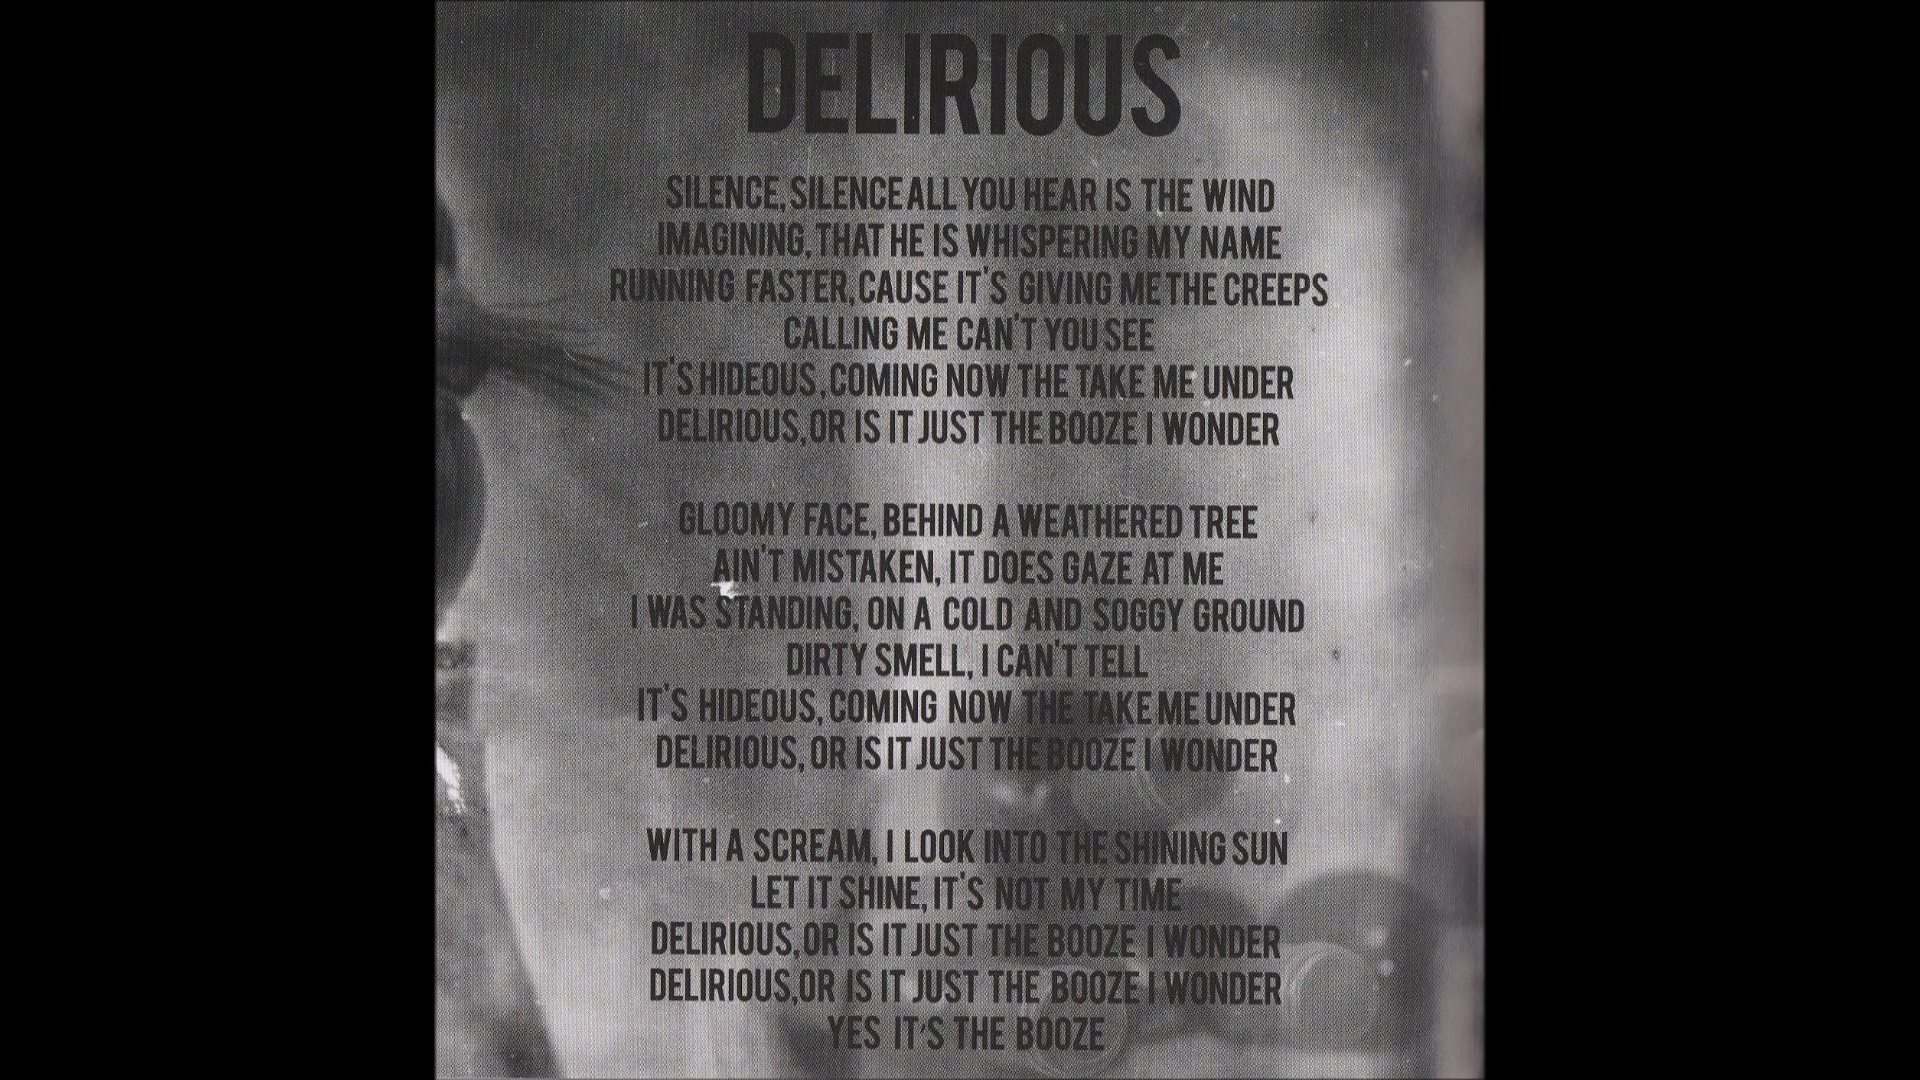 DELIRIOUS
SILENCE, SILENCE ALL YOU HEAR IS THE WIND
IMAGINING, THAT HE IS WHISPERING MY NAME
RUNNING FASTER, CAUSE IT'S GIVING ME THE CREEPS
CALLING ME CAN'T YOU SEE
IT'S HIDEOUS, COMING NOW THE TAKE ME UNDER
DELIRIOUS, OR IS IT JUST THE BOOZE I WONDER
GLOOMY FACE, BEHIND A WEATHERED TREE
AIN'T MISTAKEN, IT DOES GAZE AT ME
I WAS STANDING, ON A COLD AND SOGGY GROUND
DIRTY SMELL, I CAN'T TELL
IT'S HIDEOUS, COMING NOW THE TAKE ME UNDER
DELIRIOUS, OR IS IT JUST THE BOOZE I WONDER
WITH A SCREAM, I LOOK INTO THE SHINING SUN
LET IT SHINE, IT'S NOT MY TIME
DELIRIOUS, OR IS IT JUST THE BOOZE I WONDER
DELIRIOUS, OR IS IT JUST THE BOOZE I WONDER
YES IT'S THE BOOZE